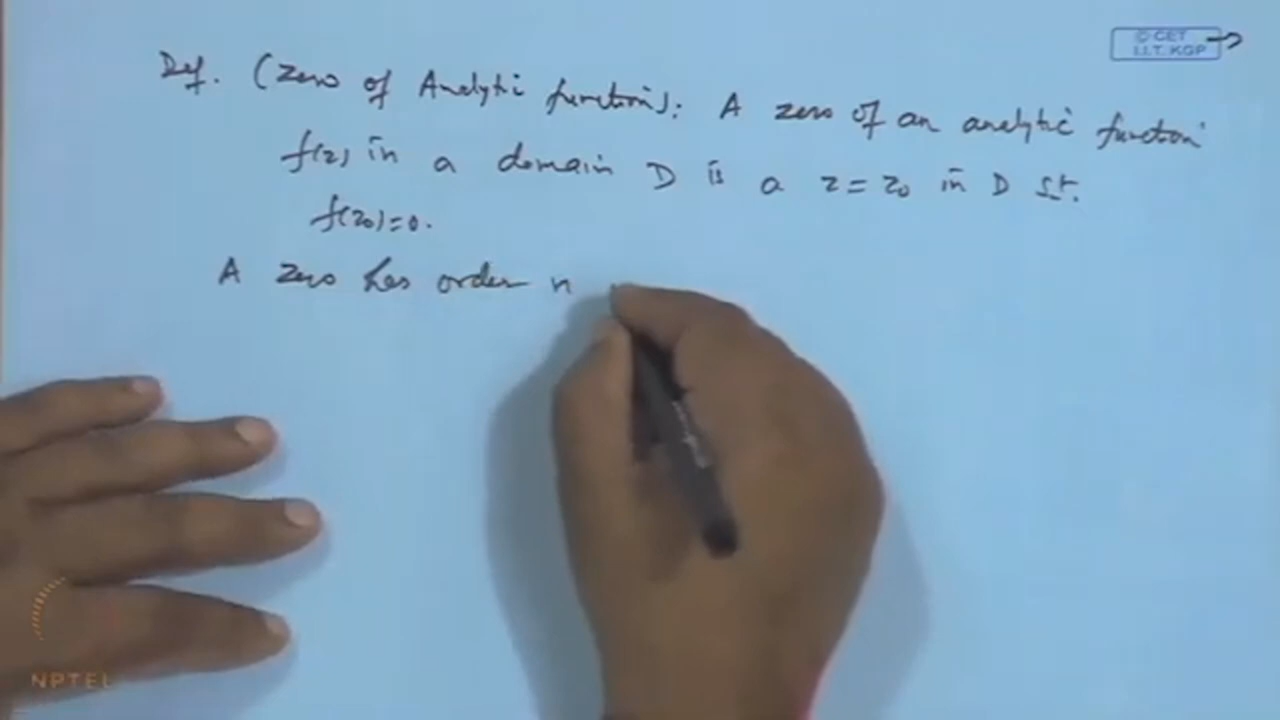 © CET
I.I.T. KGP
Def. (Zero of Analytic function): A zero of an analytic function
f(z) in a domain D is a z = z₀ in D s.t.
f(z₀)=0.
A zero has order n
NPTEL